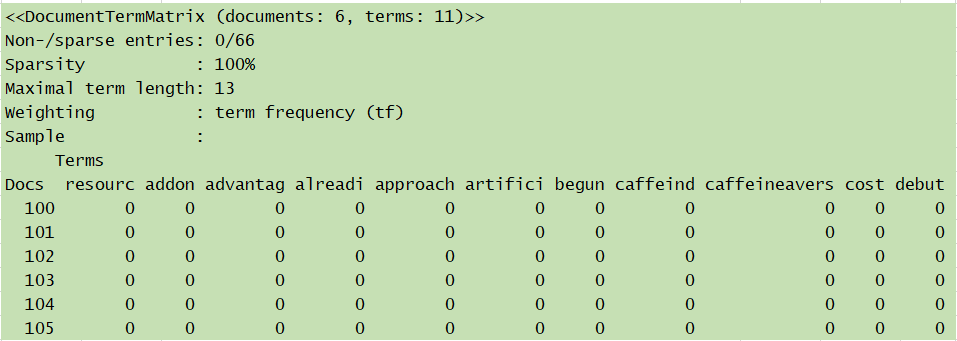 <<DocumentTermMatrix (documents: 6, terms: 11)>>
Non-/sparse entries: 0/66
Sparsity           : 100%
Maximal term length: 13
Weighting          : term frequency (tf)
Sample             :
     Terms
Docs  resourc addon advantag alreadi approach artifici begun caffeind caffeineavers cost debut
  100       0     0        0       0        0        0     0        0             0    0     0
  101       0     0        0       0        0        0     0        0             0    0     0
  102       0     0        0       0        0        0     0        0             0    0     0
  103       0     0        0       0        0        0     0        0             0    0     0
  104       0     0        0       0        0        0     0        0             0    0     0
  105       0     0        0       0        0        0     0        0             0    0     0